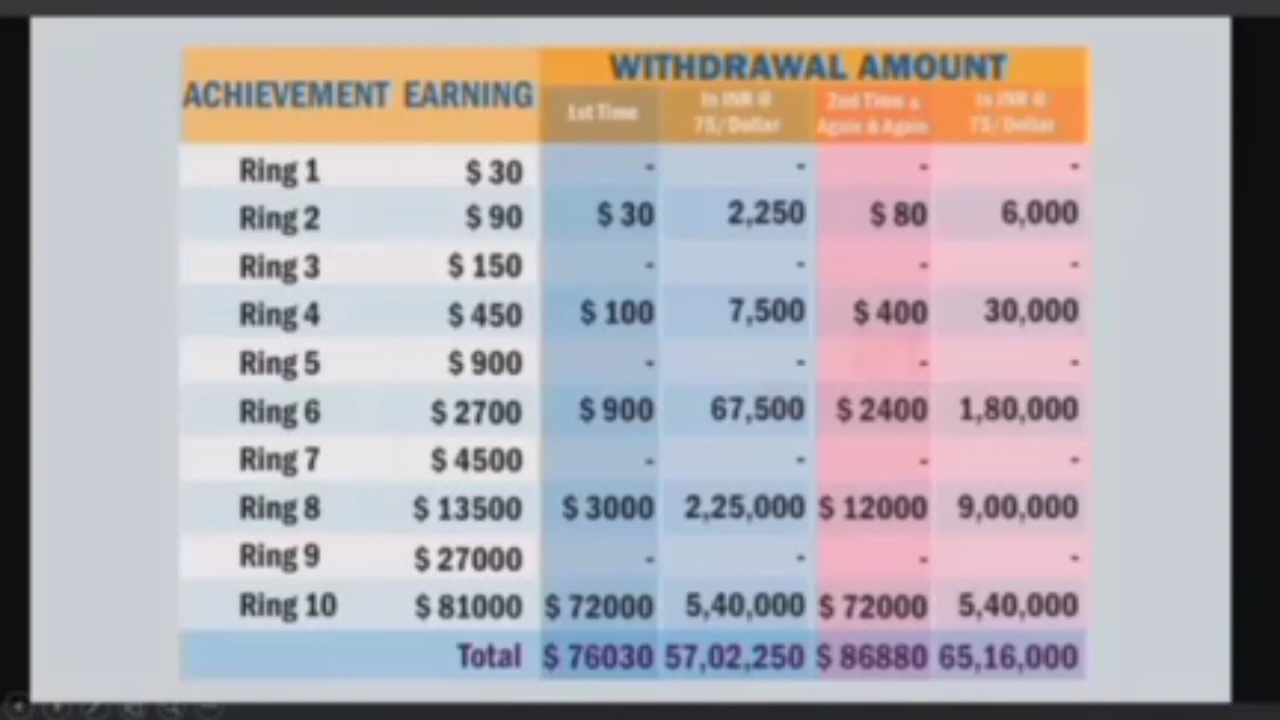 WITHDRAWAL AMOUNT
ACHIEVEMENT EARNING
1st Time In INR @ 75/Dollar 2nd Time & Again & Again In INR @ 75/Dollar
Ring 1 $ 30 - - - -
Ring 2 $ 90 $ 30 2,250 $ 80 6,000
Ring 3 $ 150 - - - -
Ring 4 $ 450 $ 100 7,500 $ 400 30,000
Ring 5 $ 900 - - - -
Ring 6 $ 2700 $ 900 67,500 $ 2400 1,80,000
Ring 7 $ 4500 - - - -
Ring 8 $ 13500 $ 3000 2,25,000 $ 12000 9,00,000
Ring 9 $ 27000 - - - -
Ring 10 $ 81000 $ 72000 5,40,000 $ 72000 5,40,000
Total $ 76030 57,02,250 $ 86880 65,16,000